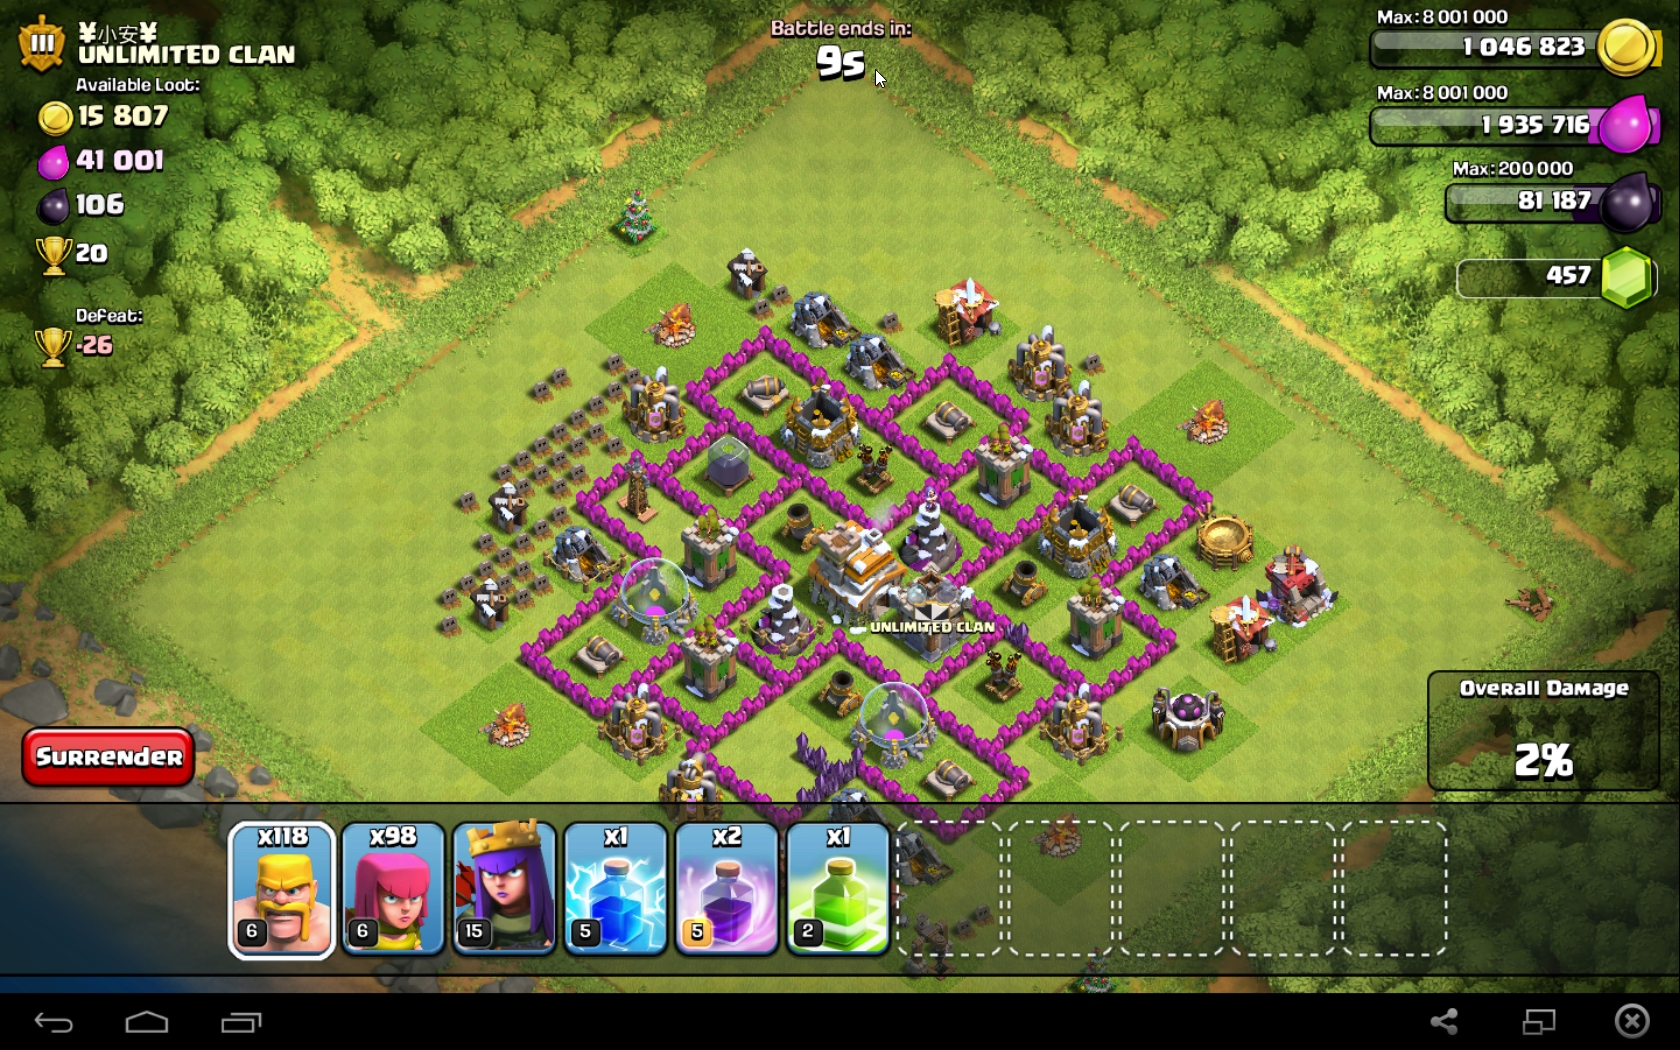 ¥小安¥
UNLIMITED CLAN
Available Loot:
15 807
41 001
106
20
Defeat:
-26
Battle ends in:
9s
Max: 8 001 000
1 046 823
Max: 8 001 000
1 935 716
Max: 200 000
81 187
457
UNLIMITED CLAN
Overall Damage
2%
Surrender
x118
6
x98
6
15
x1
5
x2
5
x1
2